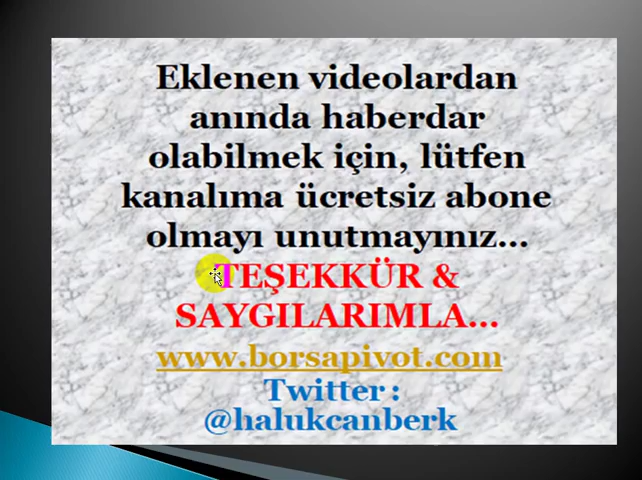 Eklenen videolardan
anında haberdar
olabilmek için, lütfen
kanalıma ücretsiz abone
olmayı unutmayınız...
TEŞEKKÜR &
SAYGILARIMLA...
www.borsapivot.com
Twitter :
@halukcanberk